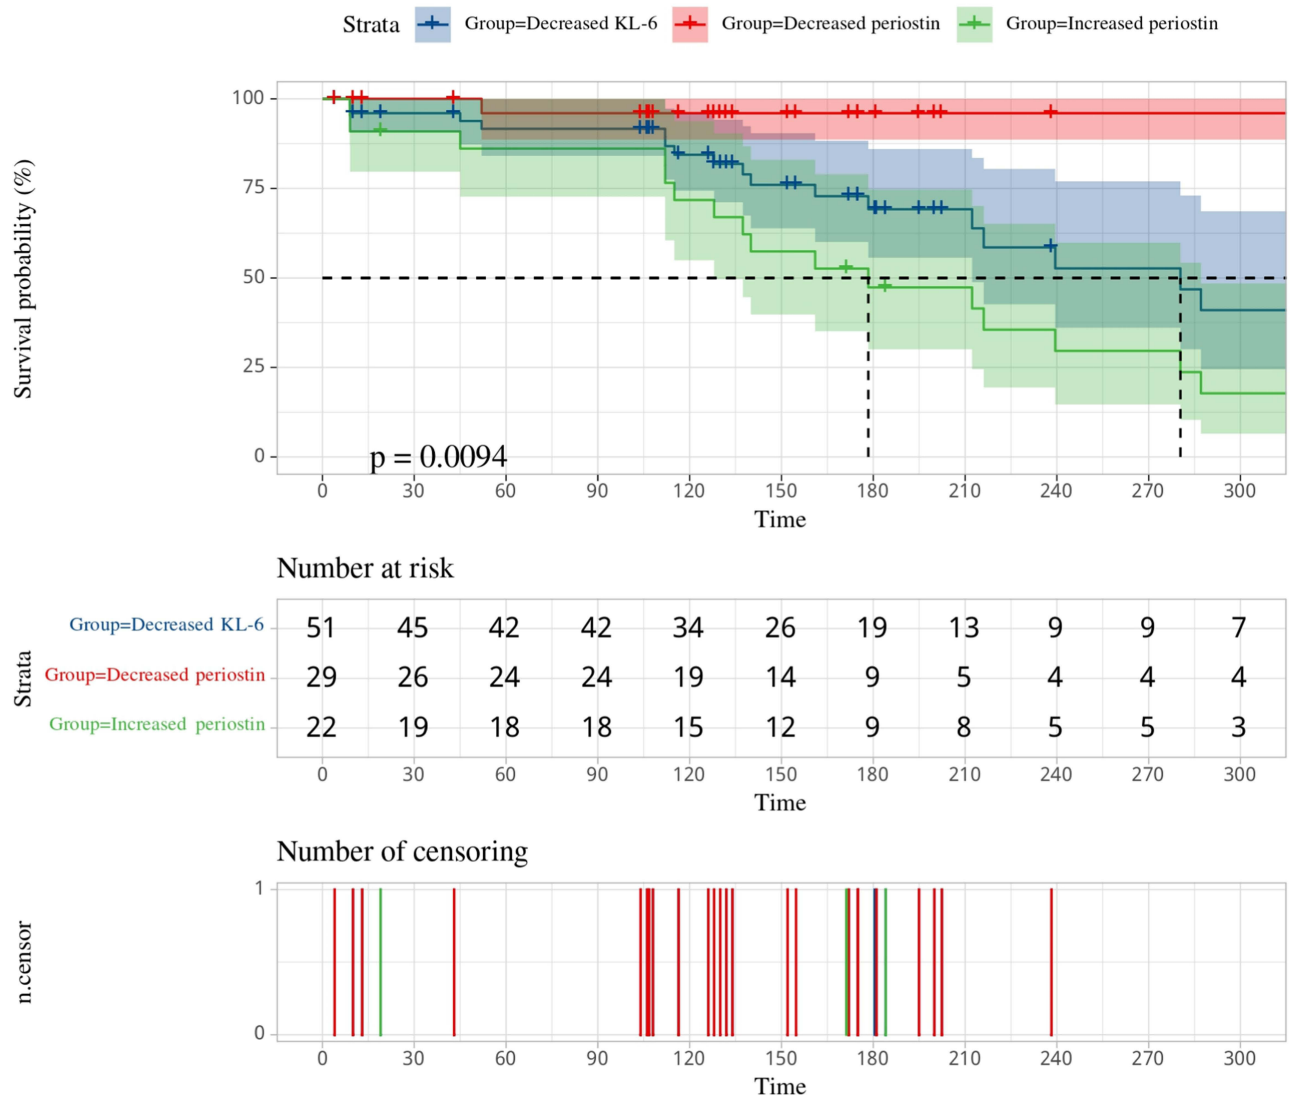 Strata Group=Decreased KL-6 Group=Decreased periostin Group=Increased periostin
Survival probability (%)
100
75
50
25
0
p = 0.0094
0 30 60 90 120 150 180 210 240 270 300
Time
Number at risk
Strata
Group=Decreased KL-6 51 45 42 42 34 26 19 13 9 9 7
Group=Decreased periostin 29 26 24 24 19 14 9 5 4 4 4
Group=Increased periostin 22 19 18 18 15 12 9 8 5 5 3
0 30 60 90 120 150 180 210 240 270 300
Time
Number of censoring
n.censor
1
0
0 30 60 90 120 150 180 210 240 270 300
Time